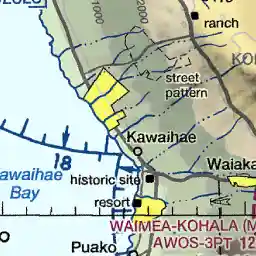 1000
ranch
street
pattern
Kawaihae
18
Waiaka
awaihae
Bay
historic site
resort
WAIMEA-KOHALA (M
AWOS-3PT 12
Puako
KO